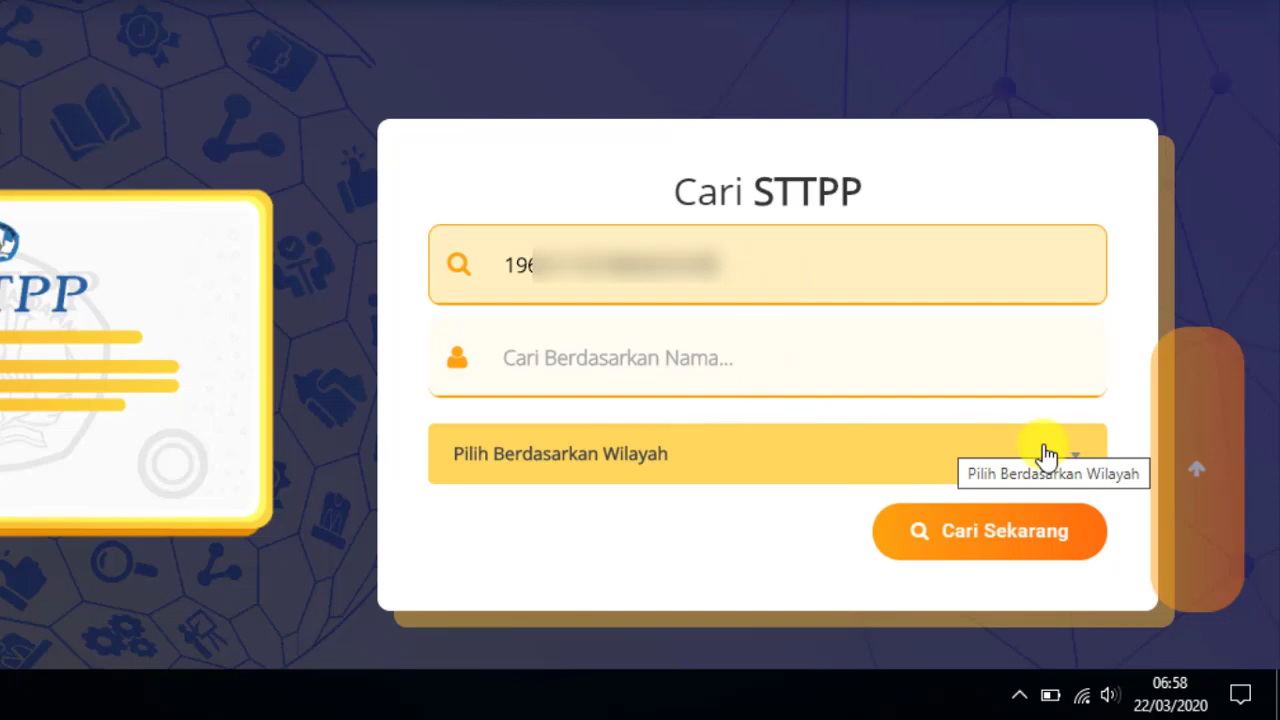 Cari STTPP
196
TPP
Cari Berdasarkan Nama...
Pilih Berdasarkan Wilayah
Pilih Berdasarkan Wilayah
Cari Sekarang
06:58
22/03/2020